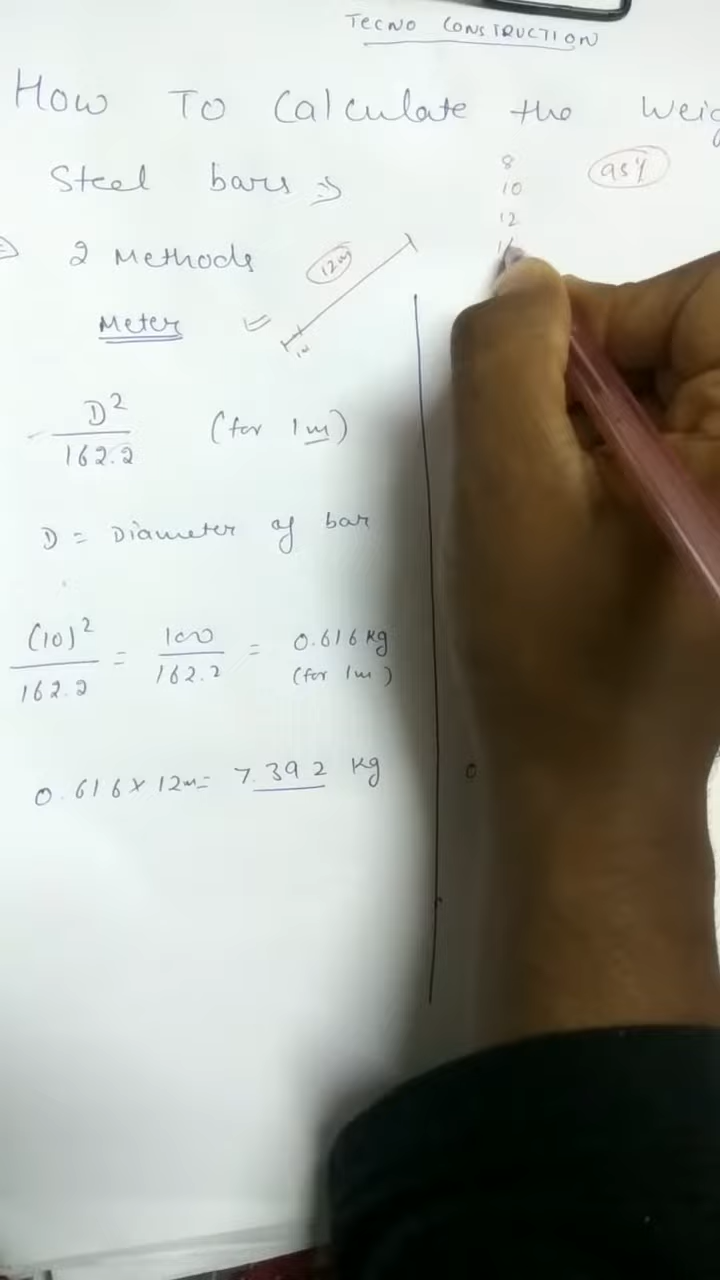 TECNO CONSTRUCTION
How To Calculate the Weig
Steel bars
8
10
12
95%
2 Methods
12m
Meter
D²
162.2
(for 1m)
D = Diameter of bar
(10)² / 162.2 = 100 / 162.2 = 0.616 kg
(for 1m)
0.616 x 12m = 7.392 kg